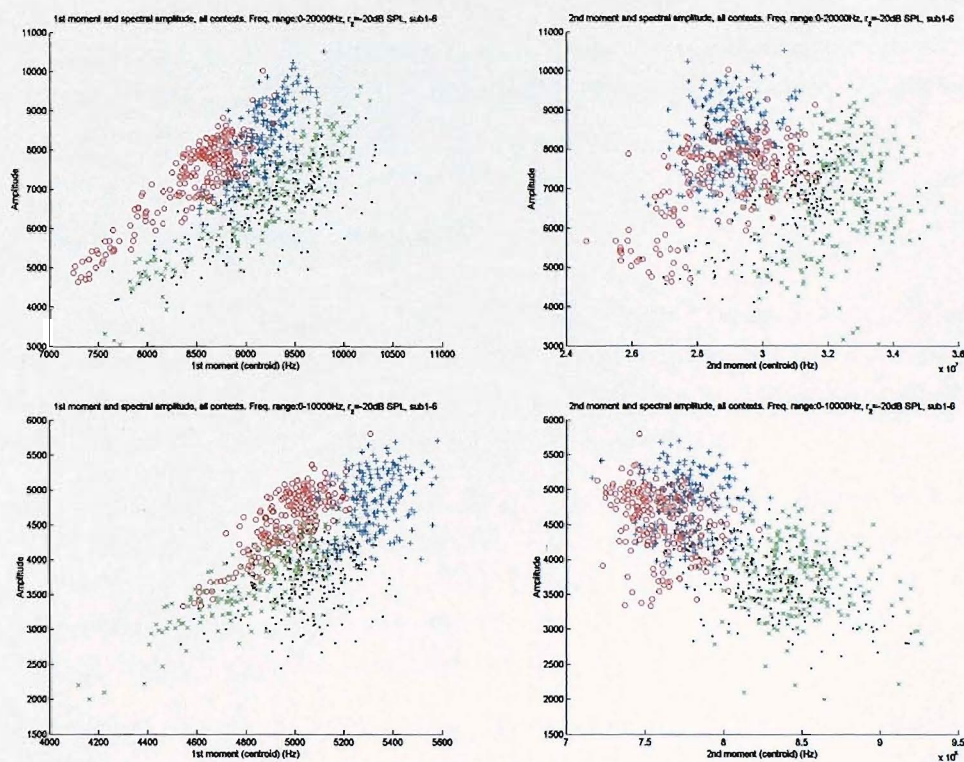 1st moment and spectral amplitude, all contexts. Freq. range:0-20000Hz, r_z=-20dB SPL, sub1-6
11000
10000
9000
8000
7000
6000
5000
4000
3000
Amplitude
7000 7500 8000 8500 9000 9500 10000 10500 11000
1st moment (centroid) (Hz)
2nd moment and spectral amplitude, all contexts. Freq. range:0-20000Hz, r_z=-20dB SPL, sub1-6
11000
10000
9000
8000
7000
6000
5000
4000
3000
Amplitude
2.4 2.6 2.8 3 3.2 3.4 3.6
2nd moment (centroid) (Hz)
x 10^7
1st moment and spectral amplitude, all contexts. Freq. range:0-10000Hz, r_z=-20dB SPL, sub1-6
6000
5500
5000
4500
4000
3500
3000
2500
2000
1500
Amplitude
4000 4200 4400 4600 4800 5000 5200 5400 5600
1st moment (centroid) (Hz)
2nd moment and spectral amplitude, all contexts. Freq. range:0-10000Hz, r_z=-20dB SPL, sub1-6
6000
5500
5000
4500
4000
3500
3000
2500
2000
1500
Amplitude
7 7.5 8 8.5 9 9.5
2nd moment (centroid) (Hz)